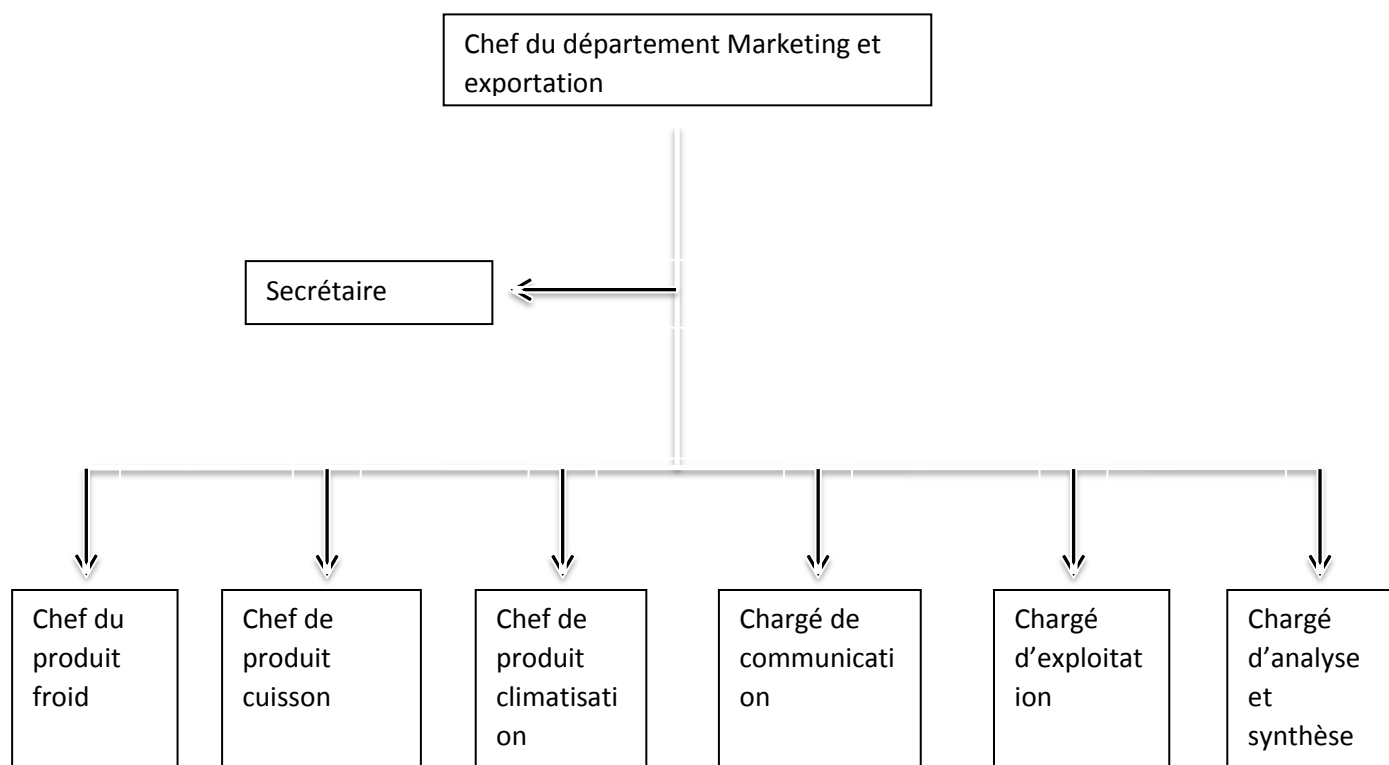 Chef du département Marketing et
exportation
Secrétaire
Chef du
produit
froid
Chef de
produit
cuisson
Chef de
produit
climatisati
on
Chargé de
communicati
on
Chargé
d’exploitat
ion
Chargé
d’analyse
et
synthèse